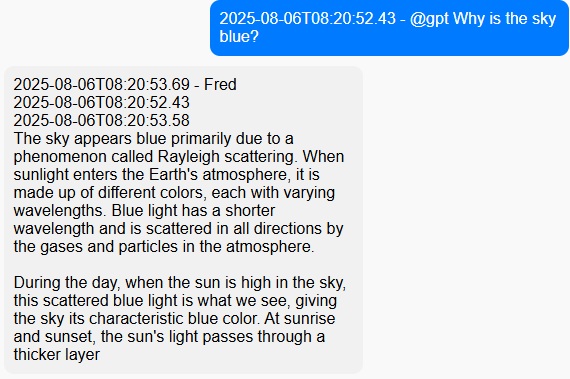 2025-08-06T08:20:52.43 - @gpt Why is the sky
blue?
2025-08-06T08:20:53.69 - Fred
2025-08-06T08:20:52.43
2025-08-06T08:20:53.58
The sky appears blue primarily due to a
phenomenon called Rayleigh scattering. When
sunlight enters the Earth's atmosphere, it is
made up of different colors, each with varying
wavelengths. Blue light has a shorter
wavelength and is scattered in all directions by
the gases and particles in the atmosphere.
During the day, when the sun is high in the sky,
this scattered blue light is what we see, giving
the sky its characteristic blue color. At sunrise
and sunset, the sun's light passes through a
thicker layer